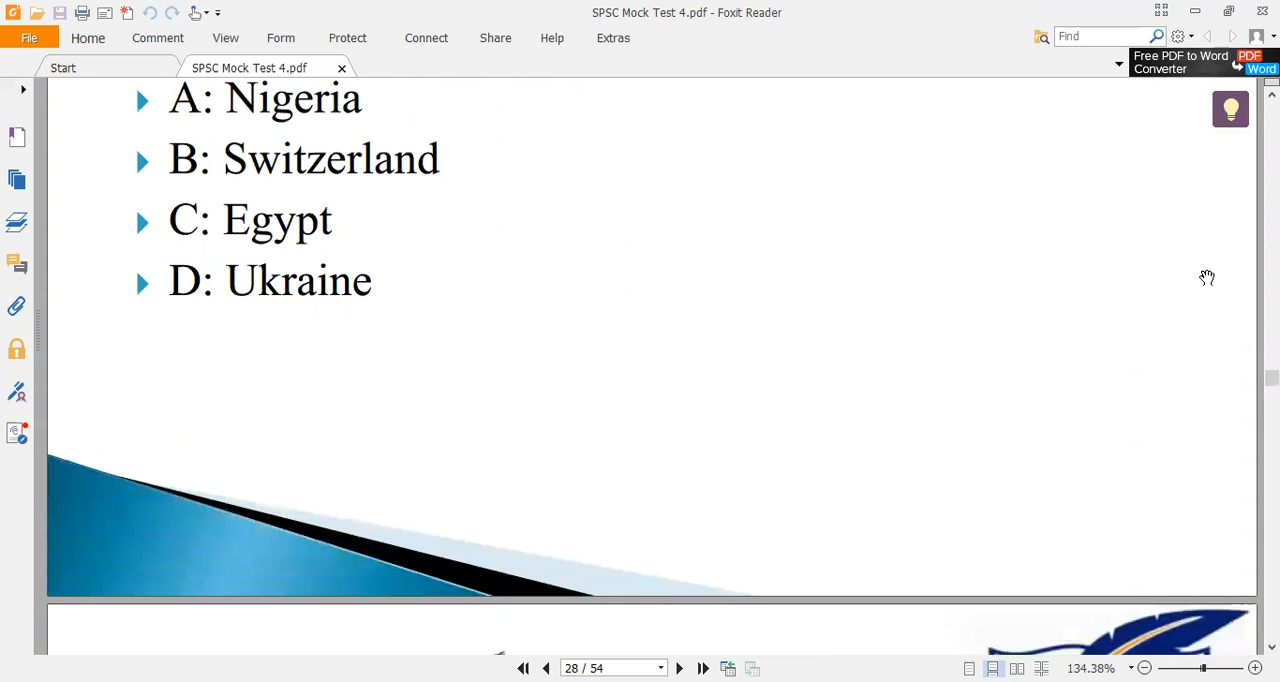 SPSC Mock Test 4.pdf - Foxit Reader
File Home Comment View Form Protect Connect Share Help Extras Find
Start SPSC Mock Test 4.pdf
Free PDF to Word Converter
PDF
Word
A: Nigeria
B: Switzerland
C: Egypt
D: Ukraine
28 / 54
134.38%